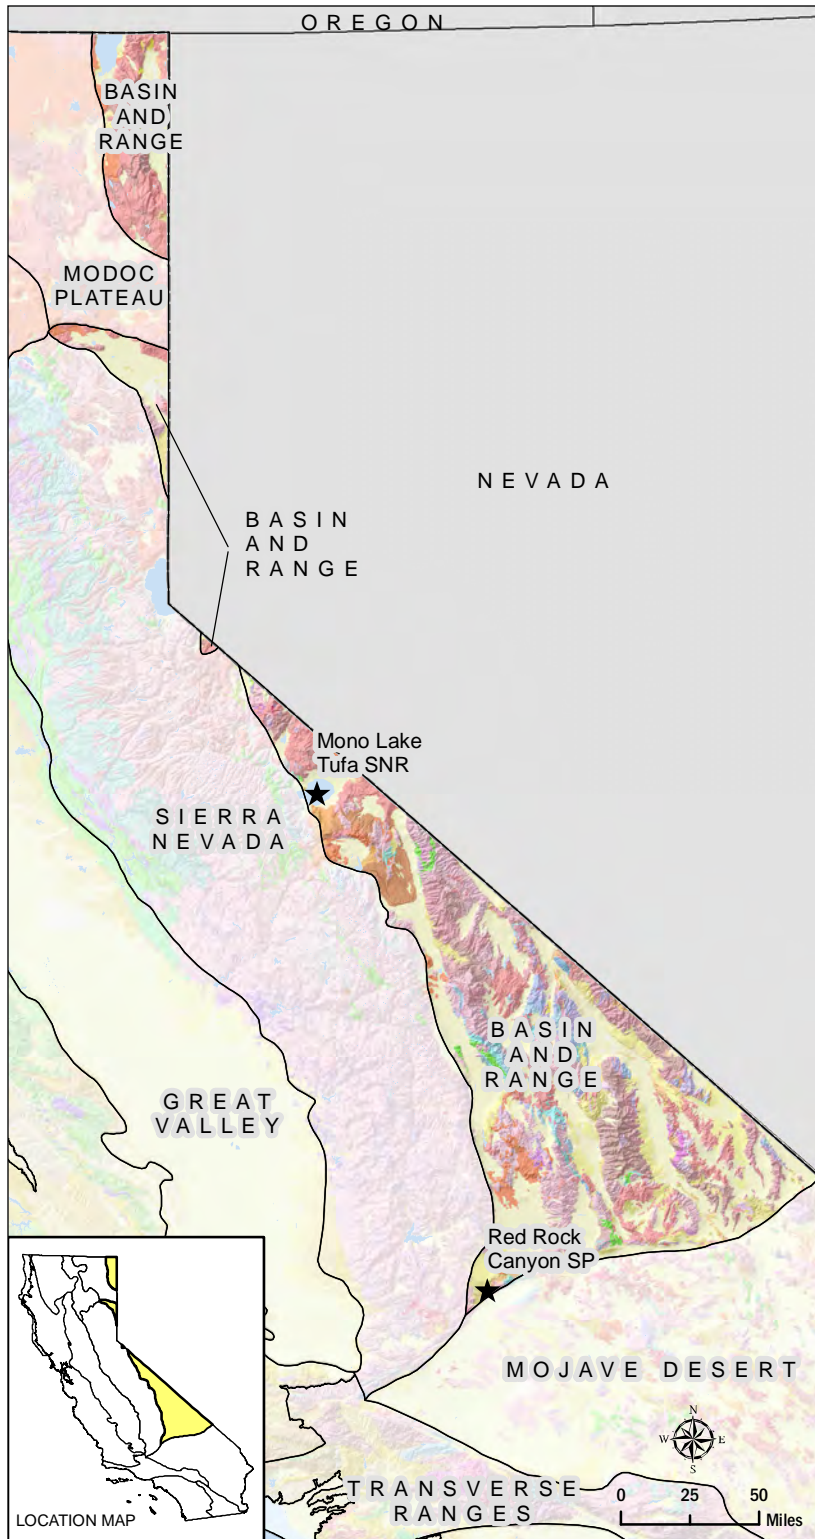 OREGON
BASIN
AND
RANGE
MODOC
PLATEAU
NEVADA
BASIN
AND
RANGE
Mono Lake
Tufa SNR
SIERRA
NEVADA
BASIN
AND
RANGE
GREAT
VALLEY
Red Rock
Canyon SP
MOJAVE DESERT
N
W E
S
TRANSVERSE
RANGES
0 25 50
Miles
LOCATION MAP